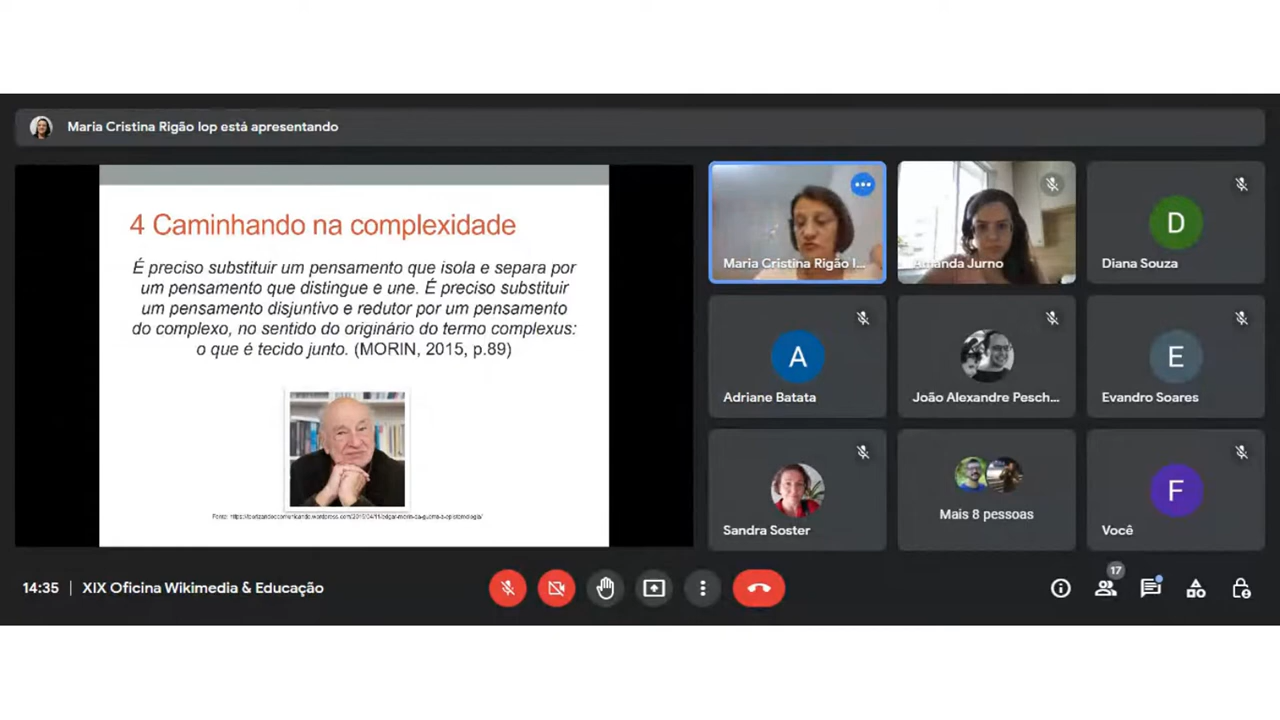 Maria Cristina Rigão Iop está apresentando
4 Caminhando na complexidade
É preciso substituir um pensamento que isola e separa por
um pensamento que distingue e une. É preciso substituir
um pensamento disjuntivo e redutor por um pensamento
do complexo, no sentido do originário do termo complexus:
o que é tecido junto. (MORIN, 2015, p.89)
Maria Cristina Rigão I...
Amanda Jurno
D
Diana Souza
A
Adriane Batata
João Alexandre Pesch...
E
Evandro Soares
Sandra Soster
Mais 8 pessoas
F
Você
14:35 | XIX Oficina Wikimedia & Educação
17